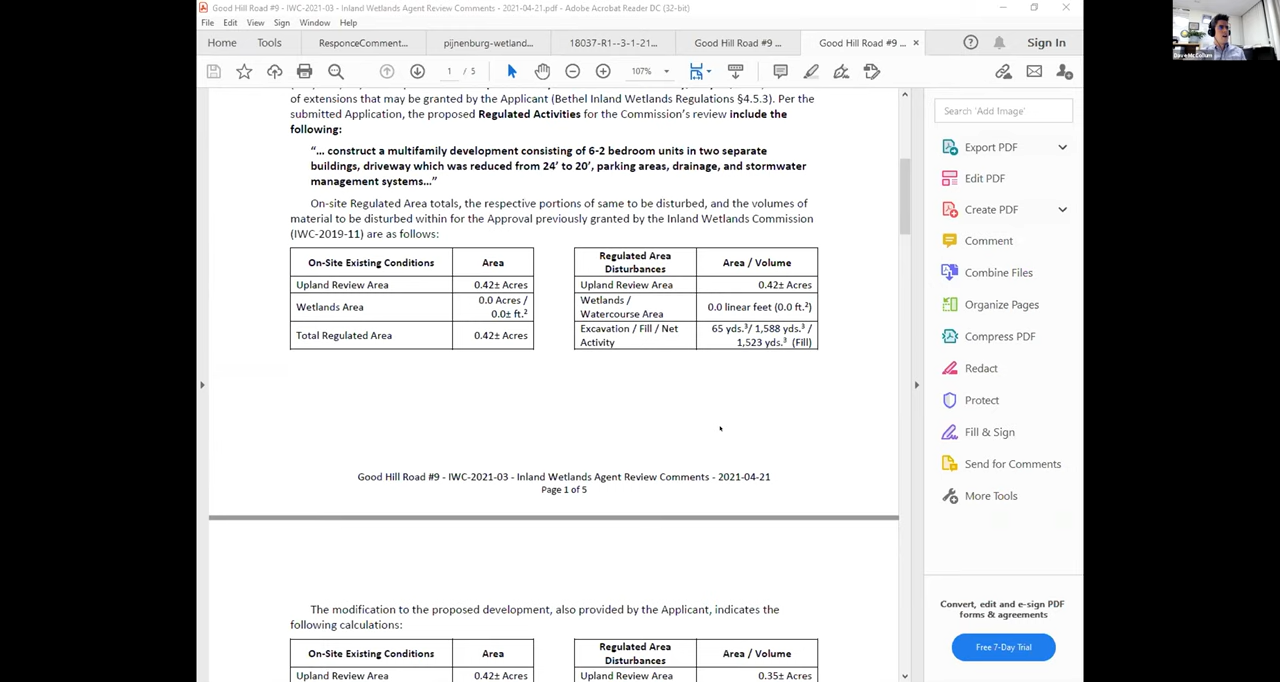 Good Hill Road #9 - IWC-2021-03 - Inland Wetlands Agent Review Comments - 2021-04-21.pdf - Adobe Acrobat Reader DC (32-bit)
File Edit View Sign Window Help
Home Tools ResponceComment... pijnenburg-wetland... 18037-R1--3-1-21... Good Hill Road #9 ... Good Hill Road #9 ... × Sign In
1 / 5 107%
of extensions that may be granted by the Applicant (Bethel Inland Wetlands Regulations §4.5.3). Per the
submitted Application, the proposed Regulated Activities for the Commission's review include the
following:
"... construct a multifamily development consisting of 6-2 bedroom units in two separate
buildings, driveway which was reduced from 24' to 20', parking areas, drainage, and stormwater
management systems..."
On-site Regulated Area totals, the respective portions of same to be disturbed, and the volumes of
material to be disturbed within for the Approval previously granted by the Inland Wetlands Commission
(IWC-2019-11) are as follows:
On-Site Existing Conditions Area
Upland Review Area 0.42± Acres
Wetlands Area 0.0 Acres /
0.0± ft.²
Total Regulated Area 0.42± Acres
Regulated Area
Disturbances Area / Volume
Upland Review Area 0.42± Acres
Wetlands /
Watercourse Area 0.0 linear feet (0.0 ft.²)
Excavation / Fill / Net
Activity 65 yds.³/ 1,588 yds.³ /
1,523 yds.³ (Fill)
Good Hill Road #9 - IWC-2021-03 - Inland Wetlands Agent Review Comments - 2021-04-21
Page 1 of 5
The modification to the proposed development, also provided by the Applicant, indicates the
following calculations:
On-Site Existing Conditions Area
Upland Review Area 0.42± Acres
Regulated Area
Disturbances Area / Volume
Upland Review Area 0.35± Acres
Search 'Add Image'
Export PDF
Edit PDF
Create PDF
Comment
Combine Files
Organize Pages
Compress PDF
Redact
Protect
Fill & Sign
Send for Comments
More Tools
Convert, edit and e-sign PDF
forms & agreements
Free 7-Day Trial